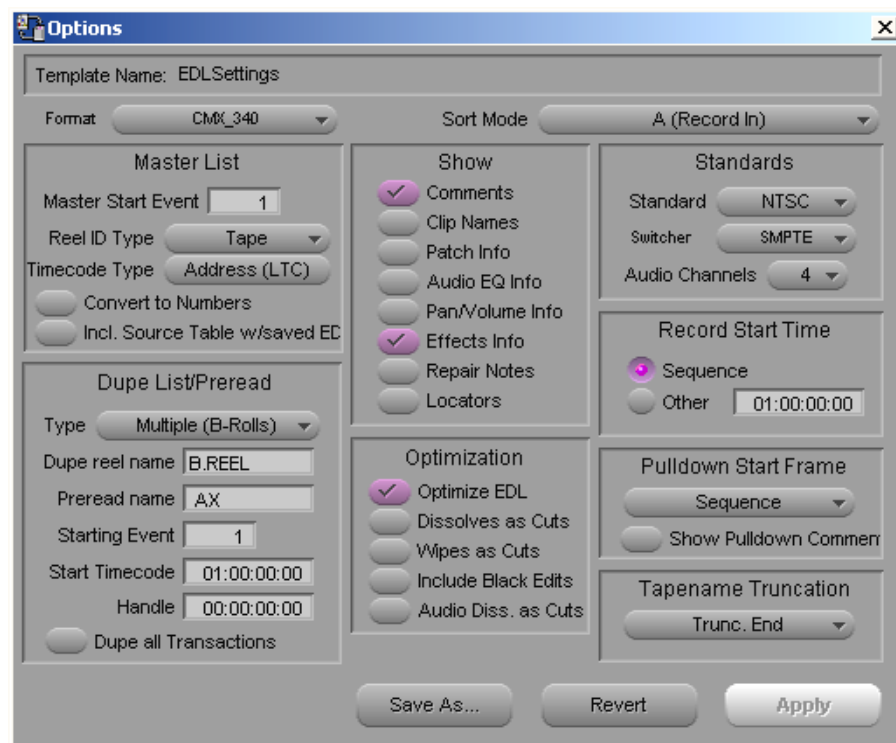 Options
Template Name: EDLSettings
Format CMX_340
Sort Mode A (Record In)
Master List
Master Start Event 1
Reel ID Type Tape
Timecode Type Address (LTC)
Convert to Numbers
Incl. Source Table w/saved ED
Dupe List/Preread
Type Multiple (B-Rolls)
Dupe reel name B.REEL
Preread name AX
Starting Event 1
Start Timecode 01:00:00:00
Handle 00:00:00:00
Dupe all Transactions
Show
Comments
Clip Names
Patch Info
Audio EQ Info
Pan/Volume Info
Effects Info
Repair Notes
Locators
Optimization
Optimize EDL
Dissolves as Cuts
Wipes as Cuts
Include Black Edits
Audio Diss. as Cuts
Standards
Standard NTSC
Switcher SMPTE
Audio Channels 4
Record Start Time
Sequence
Other 01:00:00:00
Pulldown Start Frame
Sequence
Show Pulldown Commen
Tapename Truncation
Trunc. End
Save As...
Revert
Apply